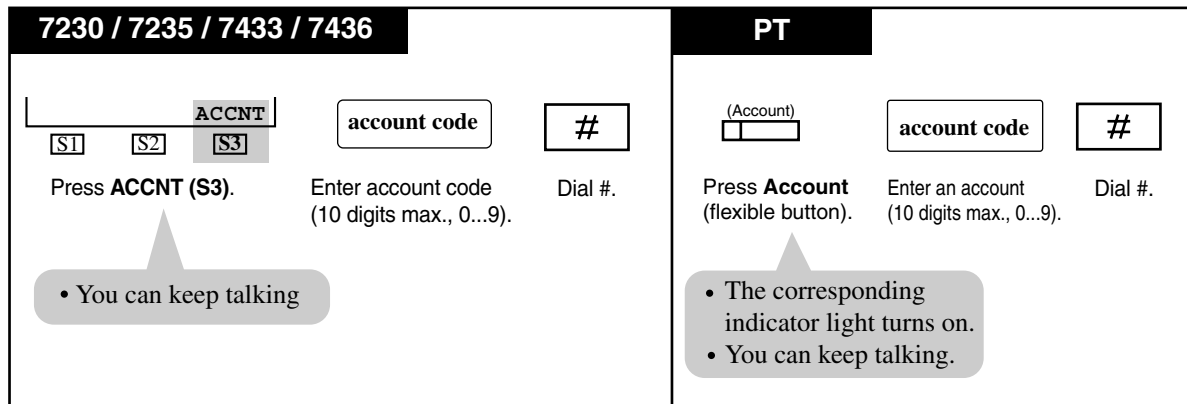 7230 / 7235 / 7433 / 7436
ACCNT
S1 S2 S3
account code
#
Press ACCNT (S3).
Enter account code
(10 digits max., 0...9).
Dial #.
• You can keep talking
PT
(Account)
account code
#
Press Account
(flexible button).
Enter an account
(10 digits max., 0...9).
Dial #.
• The corresponding
indicator light turns on.
• You can keep talking.